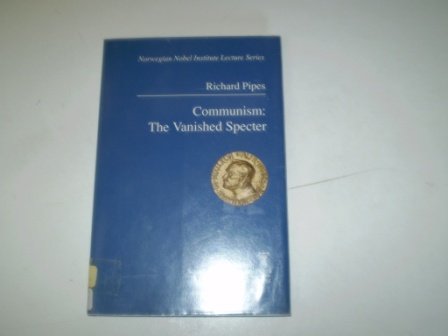 Norwegian Nobel Institute Lecture Series
Richard Pipes
Communism:
The Vanished Specter